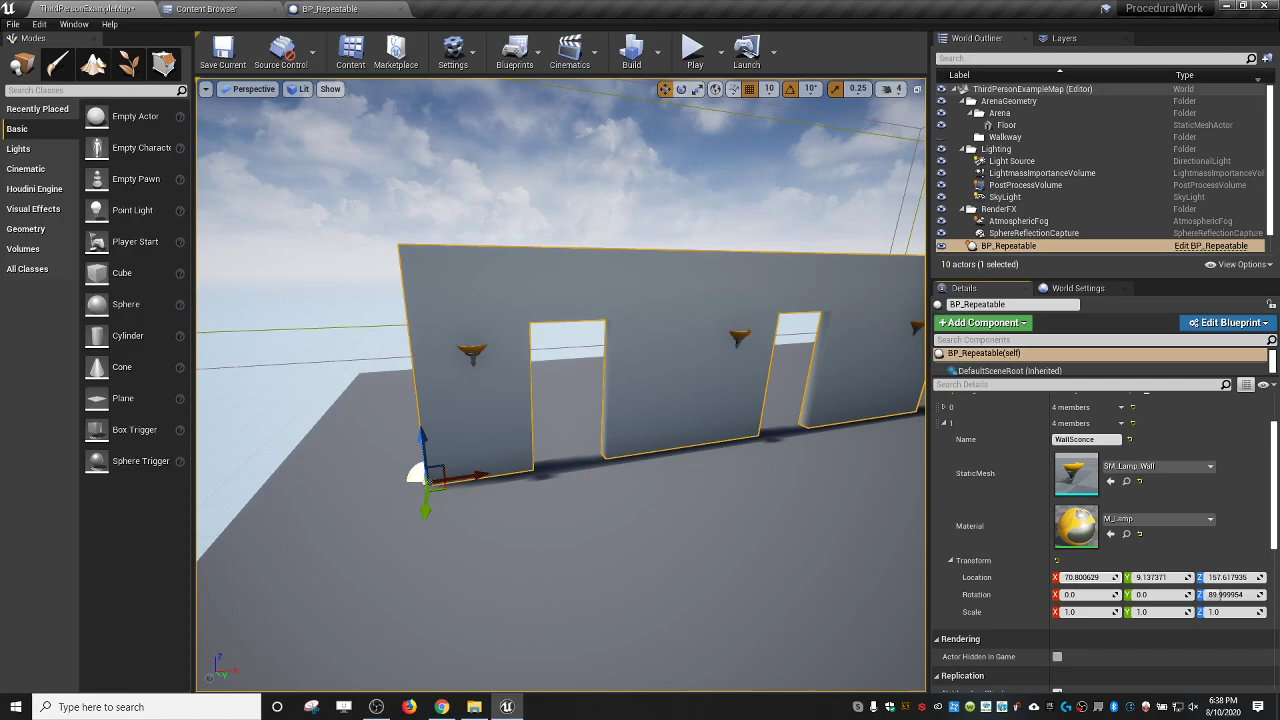 ThirdPersonExampleMap*
Content Browser
BP_Repeatable
ProceduralWork
File Edit Window Help
Modes
Search Classes
Recently Placed
Basic
Lights
Cinematic
Houdini Engine
Visual Effects
Geometry
Volumes
All Classes
Empty Actor
Empty Charact
Empty Pawn
Point Light
Player Start
Cube
Sphere
Cylinder
Cone
Plane
Box Trigger
Sphere Trigger
Save Current
Source Control
Content
Marketplace
Settings
Blueprints
Cinematics
Build
Play
Launch
Perspective Lit Show
10 10° 0.25 4
World Outliner Layers
Search
Label Type
ThirdPersonExampleMap (Editor) World
ArenaGeometry Folder
Arena Folder
Floor StaticMeshActor
Walkway Folder
Lighting Folder
Light Source DirectionalLight
LightmassImportanceVolume LightmassImportanceVol
PostProcessVolume PostProcessVolume
SkyLight SkyLight
RenderFX Folder
AtmosphericFog AtmosphericFog
SphereReflectionCapture SphereReflectionCapture
BP_Repeatable Edit BP_Repeatable
10 actors (1 selected) View Options
Details World Settings
BP_Repeatable
+Add Component Edit Blueprint
Search Components
BP_Repeatable(self)
DefaultSceneRoot (Inherited)
Search Details
0 4 members
1 4 members
Name WallSconce
StaticMesh SM_Lamp_Wall
Material M_Lamp
Transform
Location X 70.800629 Y 9.137371 Z 157.617935
Rotation X 0.0 Y 0.0 Z 89.999954
Scale X 1.0 Y 1.0 Z 1.0
Rendering
Actor Hidden In Game
Replication
Z
X
Y
Type here to search
6:38 PM
8/10/2020